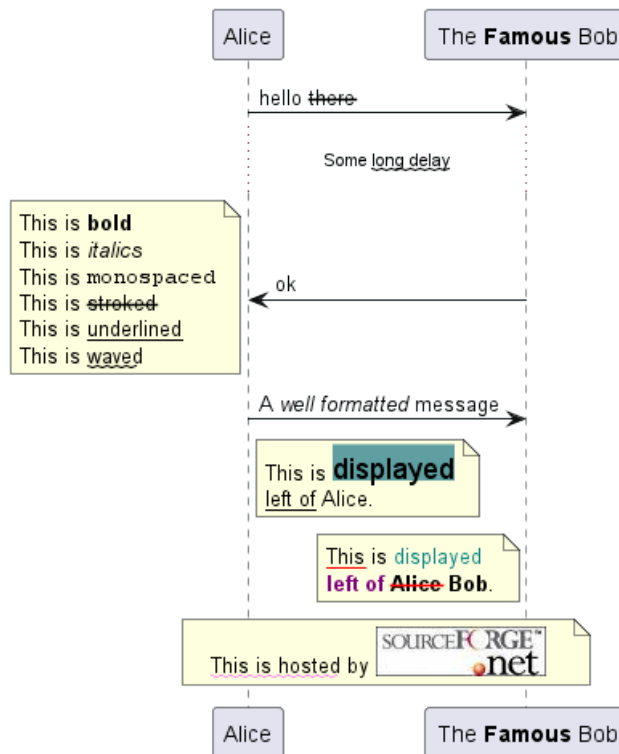 Alice
The Famous Bob
hello there
Some long delay
This is bold
This is italics
This is monospaced
This is stroked
This is underlined
This is waved
ok
A well formatted message
This is displayed
left of Alice.
This is displayed
left of Alice Bob.
This is hosted by SOURCEFORGE™
.net
Alice
The Famous Bob